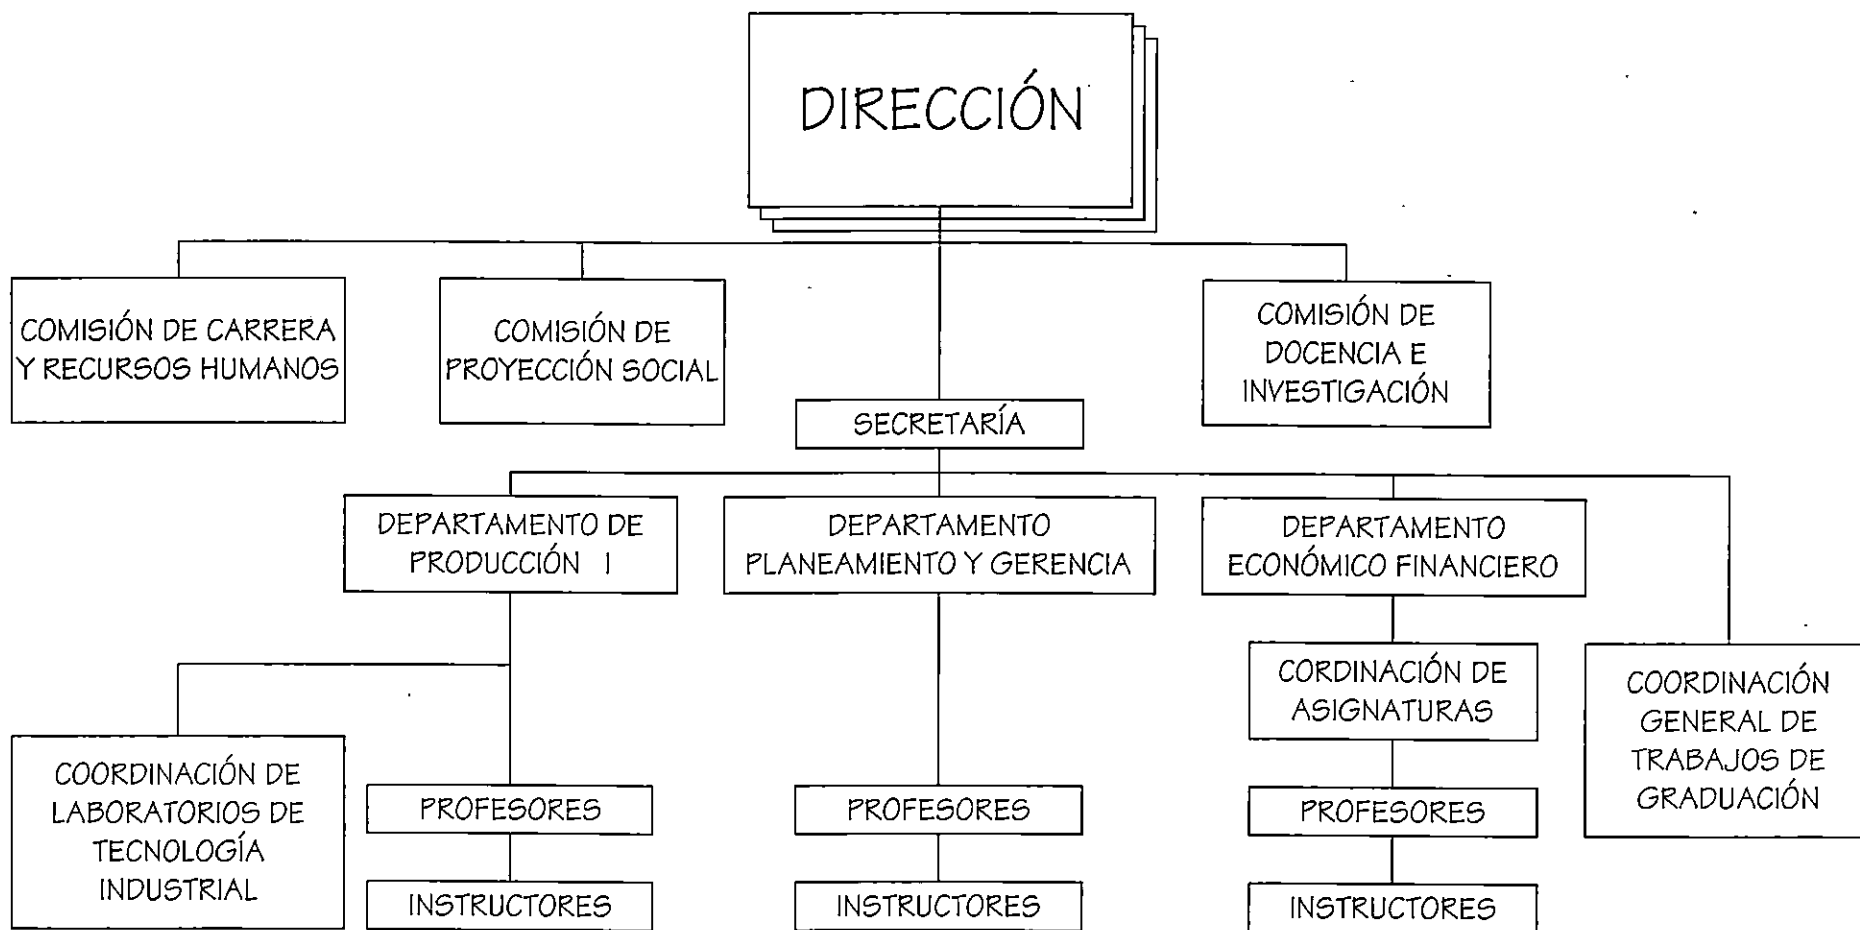 DIRECCIÓN
COMISIÓN DE CARRERA
Y RECURSOS HUMANOS
COMISIÓN DE
PROYECCIÓN SOCIAL
COMISIÓN DE
DOCENCIA E
INVESTIGACIÓN
SECRETARÍA
DEPARTAMENTO DE
PRODUCCIÓN I
DEPARTAMENTO
PLANEAMIENTO Y GERENCIA
DEPARTAMENTO
ECONÓMICO FINANCIERO
CORDINACIÓN DE
ASIGNATURAS
COORDINACIÓN
GENERAL DE
TRABAJOS DE
GRADUACIÓN
COORDINACIÓN DE
LABORATORIOS DE
TECNOLOGÍA
INDUSTRIAL
PROFESORES
PROFESORES
PROFESORES
INSTRUCTORES
INSTRUCTORES
INSTRUCTORES